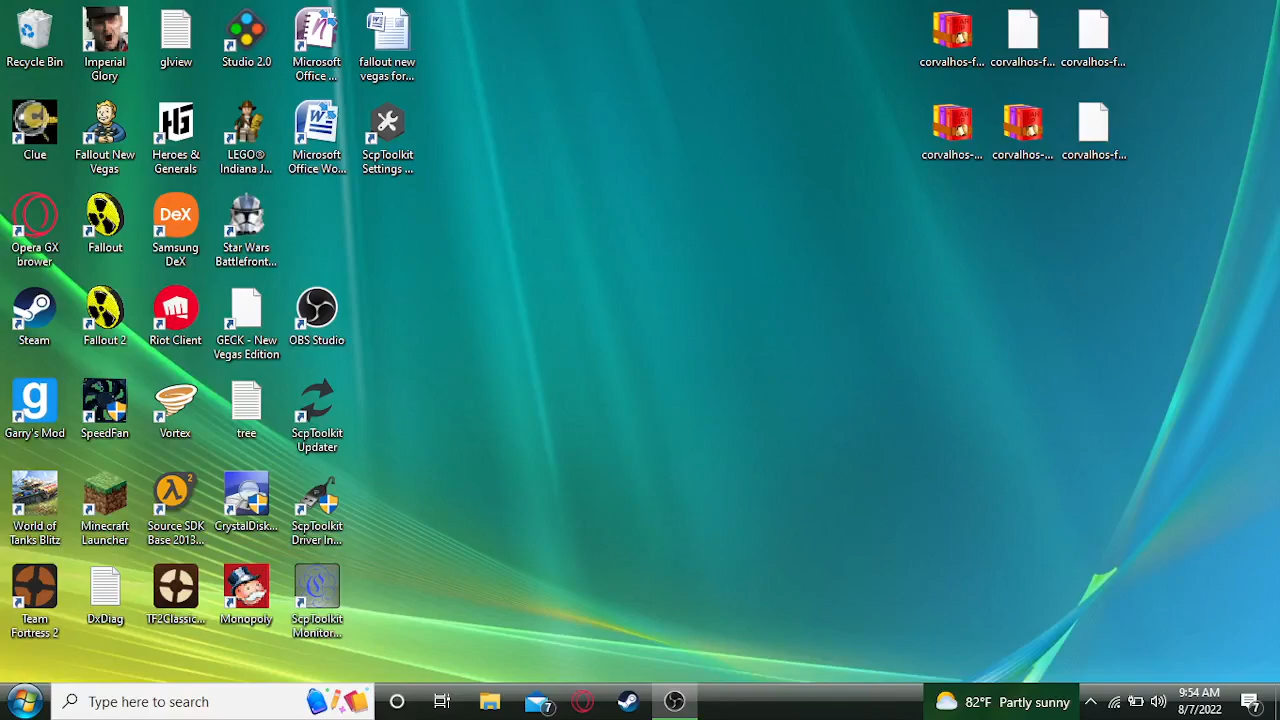 Recycle Bin
Imperial
Glory
glview
Studio 2.0
Microsoft
Office ...
fallout new
vegas for...
corvalhos-f...
corvalhos-f...
corvalhos-f...
Clue
Fallout New
Vegas
Heroes &
Generals
LEGO®
Indiana J...
Microsoft
Office Wo...
ScpToolkit
Settings ...
corvalhos-...
corvalhos-...
corvalhos-f...
Opera GX
brower
Fallout
DeX
Samsung
DeX
Star Wars
Battlefront...
Steam
Fallout 2
Riot Client
GECK - New
Vegas Edition
OBS Studio
Garry's Mod
SpeedFan
Vortex
tree
ScpToolkit
Updater
World of
Tanks Blitz
Minecraft
Launcher
Source SDK
Base 2013...
CrystalDisk...
ScpToolkit
Driver In...
Team
Fortress 2
DxDiag
TF2Classic...
Monopoly
ScpToolkit
Monitor...
Type here to search
7
82°F Partly sunny
9:54 AM
8/7/2022
7